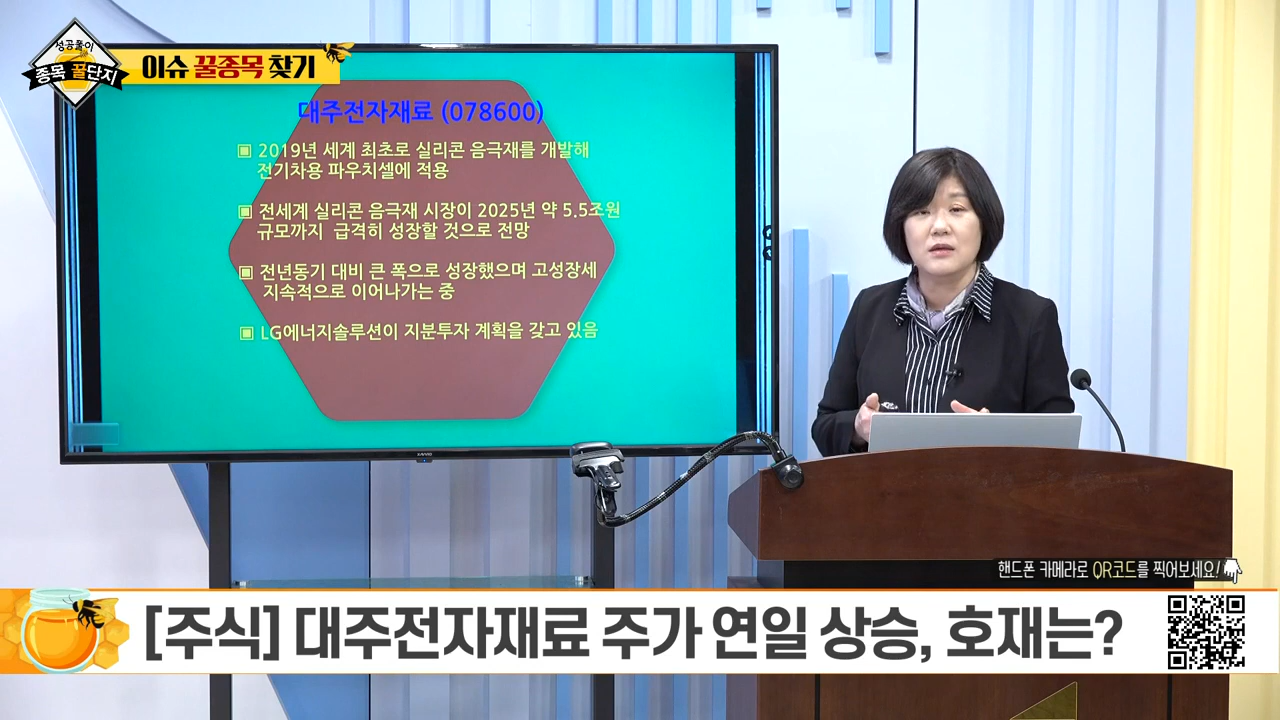 성공풀이
종목 꿀단지
이슈 꿀종목 찾기
대주전자재료 (078600)
▣ 2019년 세계 최초로 실리콘 음극재를 개발해
전기차용 파우치셀에 적용
▣ 전세계 실리콘 음극재 시장이 2025년 약 5.5조원
규모까지 급격히 성장할 것으로 전망
▣ 전년동기 대비 큰 폭으로 성장했으며 고성장세
지속적으로 이어나가는 중
▣ LG에너지솔루션이 지분투자 계획을 갖고 있음
핸드폰 카메라로 QR코드를 찍어보세요!
[주식] 대주전자재료 주가 연일 상승, 호재는?